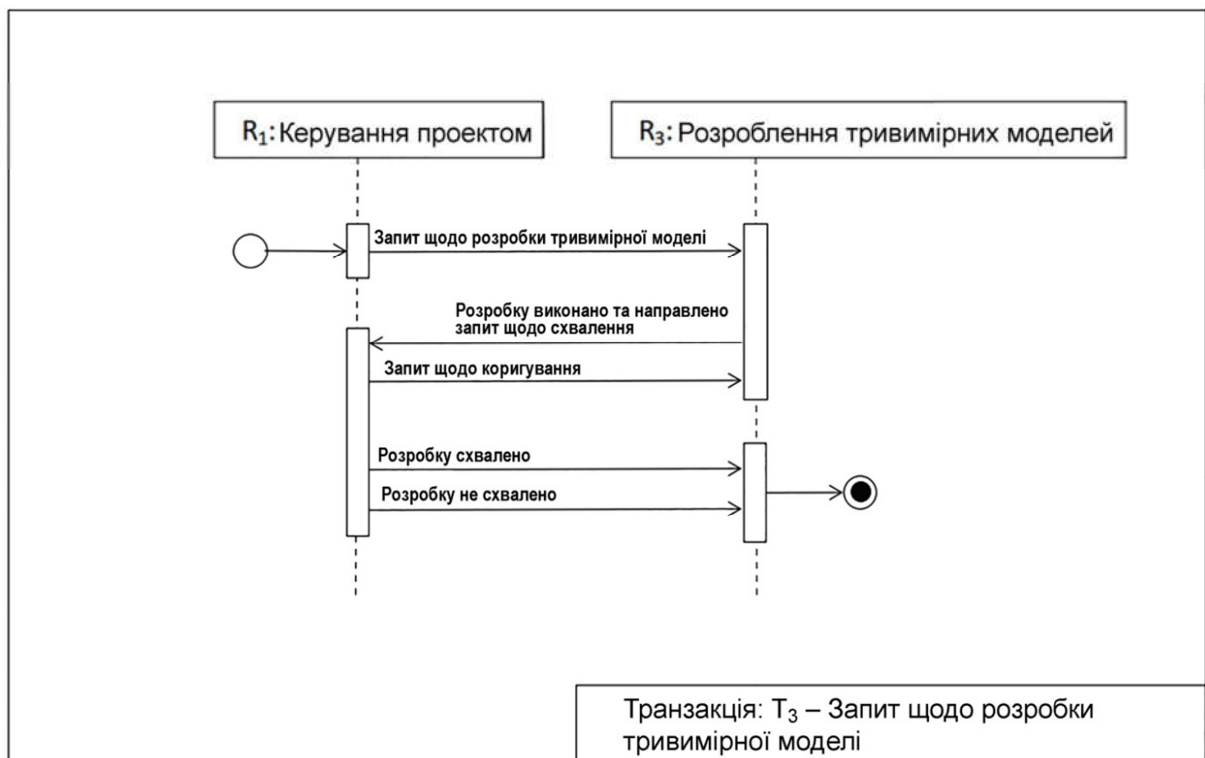 R₁: Керування проектом
R₃: Розроблення тривимірних моделей
Запит щодо розробки тривимірної моделі
Розробку виконано та направлено
запит щодо схвалення
Запит щодо коригування
Розробку схвалено
Розробку не схвалено
Транзакція: T₃ – Запит щодо розробки
тривимірної моделі